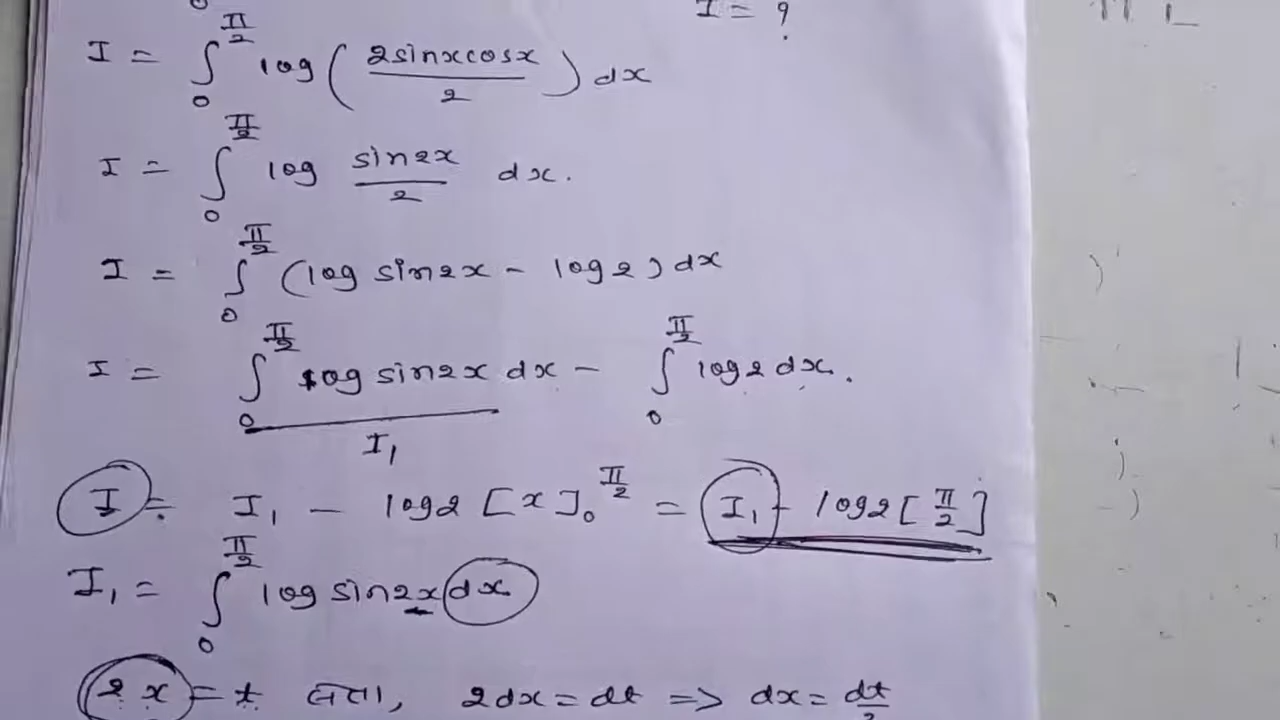 I = ?
I = ∫₀^(π/2) log ( 2sinxcosx / 2 ) dx
I = ∫₀^(π/2) log sin2x / 2 dx.
I = ∫₀^(π/2) (log sin2x - log2) dx
I = ∫₀^(π/2) log sin2x dx - ∫₀^(π/2) log2 dx.
I₁
I = I₁ - log2 [x]₀^(π/2) = I₁ - log2 [π/2]
I₁ = ∫₀^(π/2) log sin2x dx
2x = t 2dx = dt => dx = dt/2